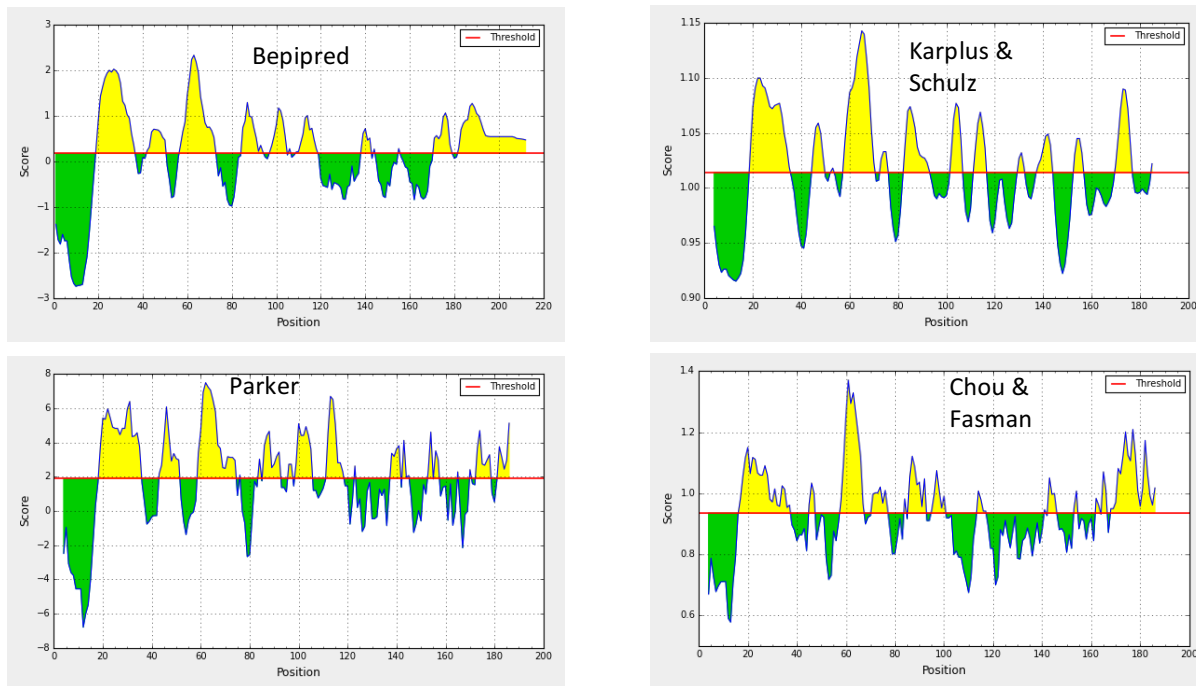 Bepipred
Threshold
3
2
1
0
−1
−2
−3
Score
0 20 40 60 80 100 120 140 160 180 200 220
Position
Karplus &
Schulz
Threshold
1.15
1.10
1.05
1.00
0.95
0.90
Score
0 20 40 60 80 100 120 140 160 180 200
Position
Parker
Threshold
8
6
4
2
0
−2
−4
−6
−8
Score
0 20 40 60 80 100 120 140 160 180 200
Position
Chou &
Fasman
Threshold
1.4
1.2
1.0
0.8
0.6
Score
0 20 40 60 80 100 120 140 160 180 200
Position